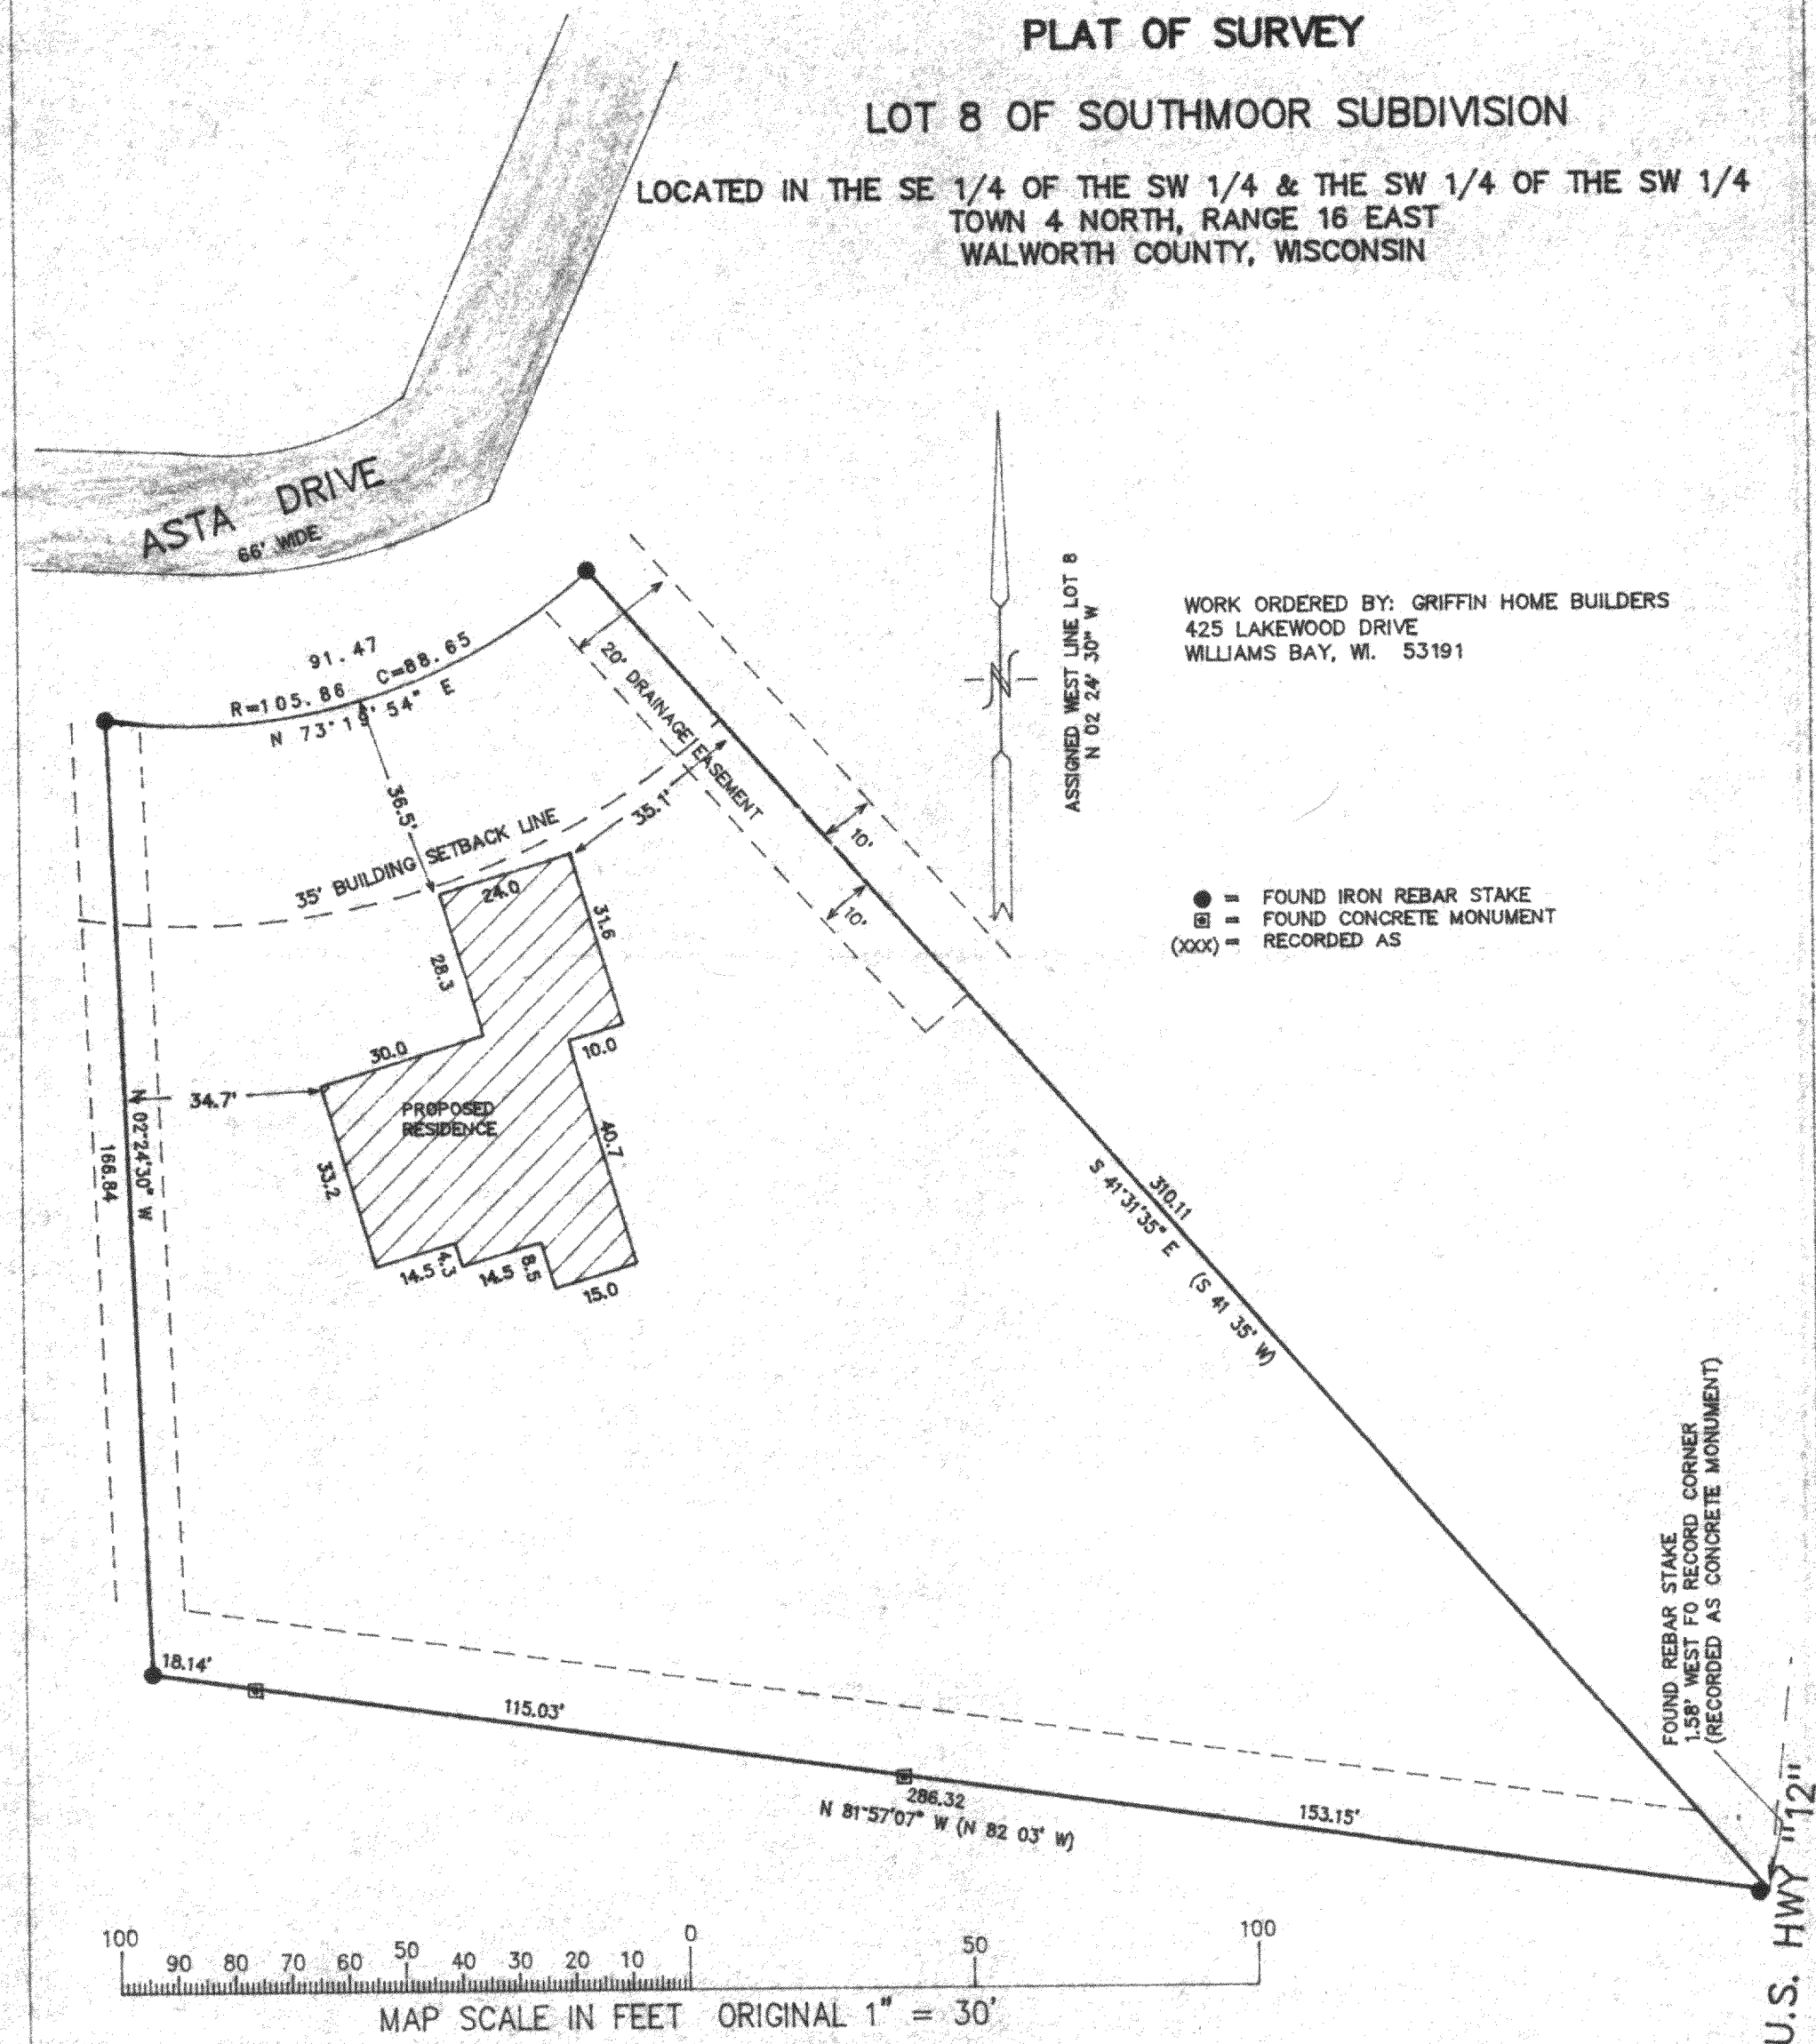 PLAT OF SURVEY
LOT 8 OF SOUTHMOOR SUBDIVISION
LOCATED IN THE SE 1/4 OF THE SW 1/4 & THE SW 1/4 OF THE SW 1/4
TOWN 4 NORTH, RANGE 16 EAST
WALWORTH COUNTY, WISCONSIN
ASTA DRIVE
66' WIDE
91.47
R=105.86 C=88.65
N 73°19'54" E
20' DRAINAGE EASEMENT
ASSIGNED WEST LINE LOT 8
N 02 24' 30" W
N
WORK ORDERED BY: GRIFFIN HOME BUILDERS
425 LAKEWOOD DRIVE
WILLIAMS BAY, WI. 53191
36.5'
35.1'
35' BUILDING SETBACK LINE
10'
10'
● = FOUND IRON REBAR STAKE
▣ = FOUND CONCRETE MONUMENT
(XXX) = RECORDED AS
24.0
31.6
28.3
30.0
10.0
34.7'
PROPOSED
RESIDENCE
40.7
33.2
14.5
4.3
14.5
8.5
15.0
N 02°24'30" W
166.84
310.11
S 41°31'35" E (S 41 35' W)
FOUND REBAR STAKE
1.58' WEST FO RECORD CORNER
(RECORDED AS CONCRETE MONUMENT)
18.14'
115.03'
286.32
N 81°57'07" W (N 82 03' W)
153.15'
U.S. HWY "12"
100 90 80 70 60 50 40 30 20 10 0 50 100
MAP SCALE IN FEET ORIGINAL 1" = 30'